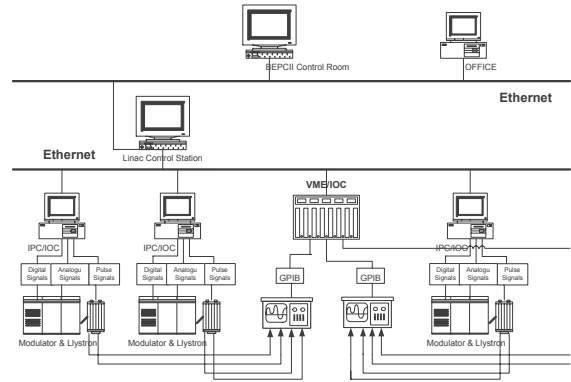 BEPCII Control Room
OFFICE
Ethernet
Ethernet
Linac Control Station
VME/IOC
IPC/IOC
IPC/IOC
IPC/IOC
Digital Signals
Analogu Signals
Pulse Signals
Digital Signals
Analogu Signals
Pulse Signals
GPIB
GPIB
Digital Signals
Analogu Signals
Pulse Signals
Modulator & Llystron
Modulator & Llystron
Modulator & Llystron